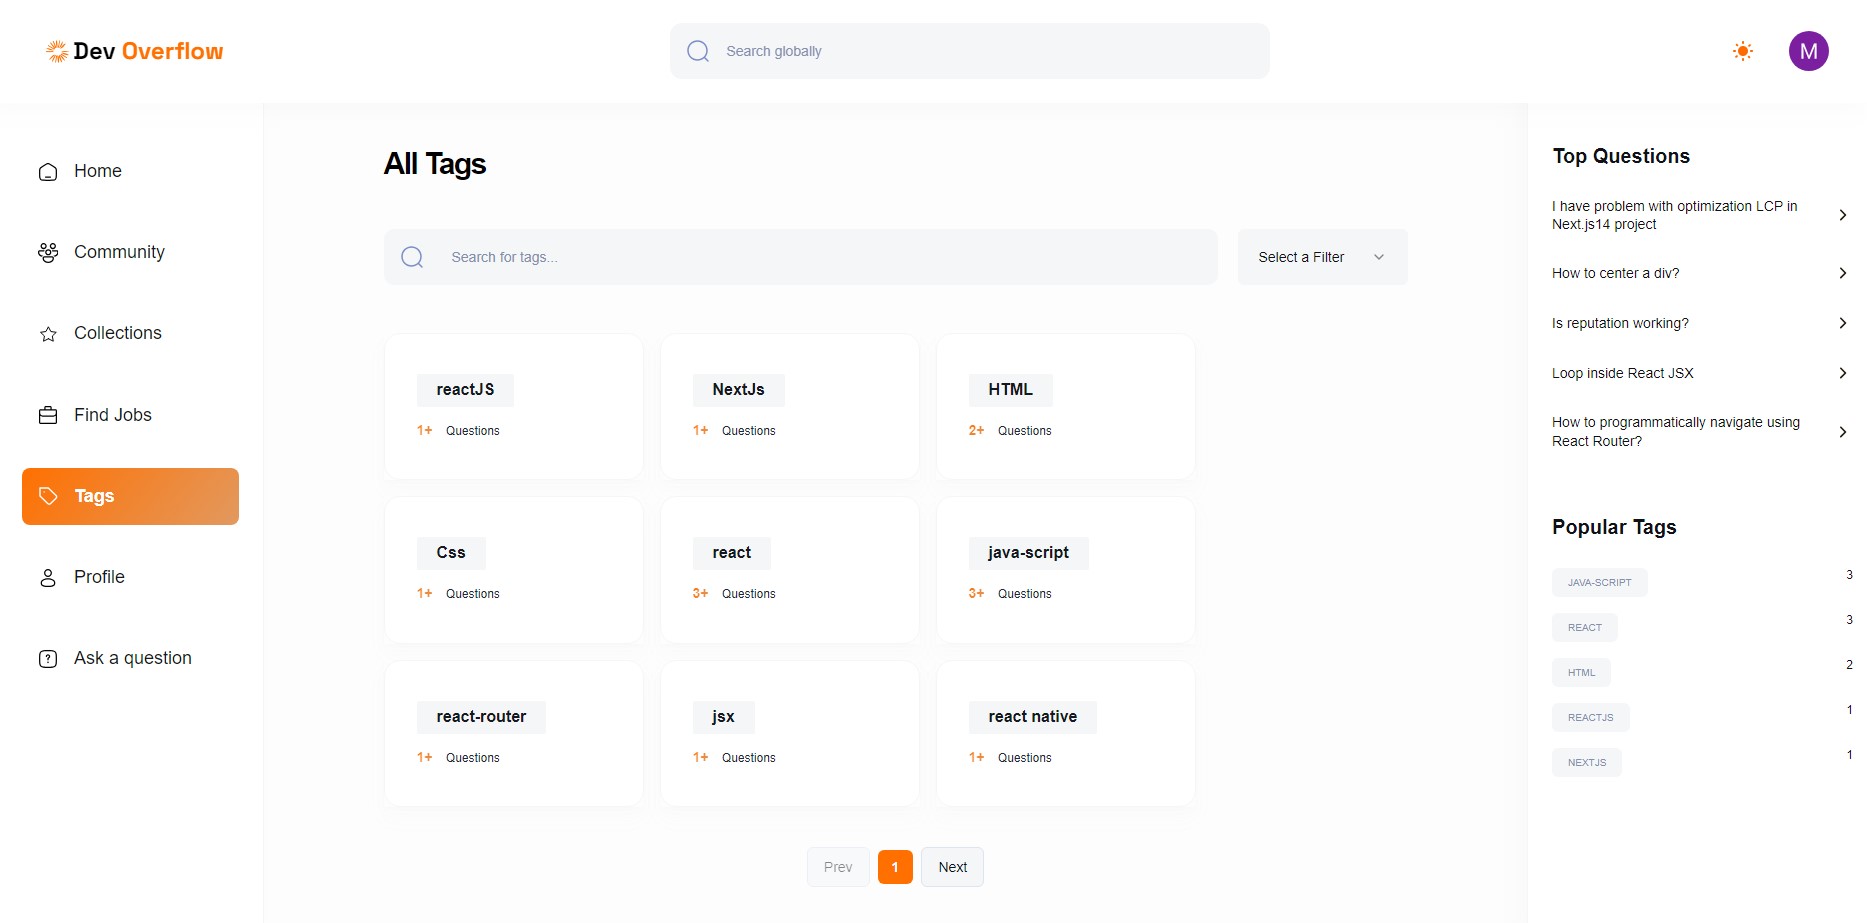 Dev Overflow
Search globally
M
Home
Community
Collections
Find Jobs
Tags
Profile
Ask a question
All Tags
Search for tags...
Select a Filter
reactJS
1+ Questions
NextJs
1+ Questions
HTML
2+ Questions
Css
1+ Questions
react
3+ Questions
java-script
3+ Questions
react-router
1+ Questions
jsx
1+ Questions
react native
1+ Questions
Prev
1
Next
Top Questions
I have problem with optimization LCP in
Next.js14 project
How to center a div?
Is reputation working?
Loop inside React JSX
How to programmatically navigate using
React Router?
Popular Tags
JAVA-SCRIPT 3
REACT 3
HTML 2
REACTJS 1
NEXTJS 1